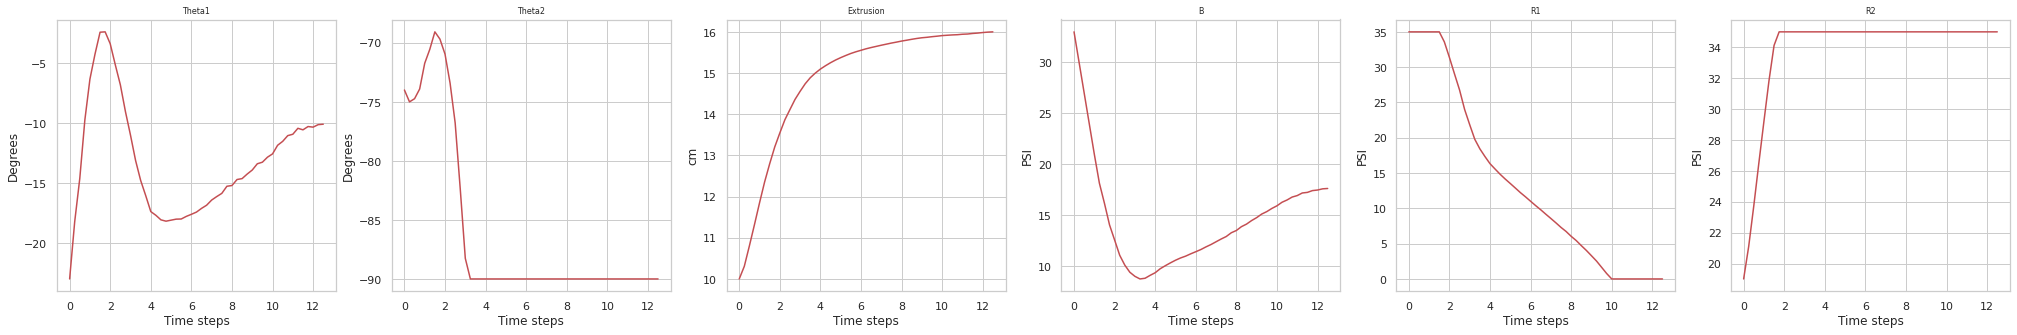 Theta1
Degrees
−5
−10
−15
−20
0 2 4 6 8 10 12
Time steps
Theta2
Degrees
−70
−75
−80
−85
−90
0 2 4 6 8 10 12
Time steps
Extrusion
cm
16
15
14
13
12
11
10
0 2 4 6 8 10 12
Time steps
B
PSI
30
25
20
15
10
0 2 4 6 8 10 12
Time steps
R1
PSI
35
30
25
20
15
10
5
0
0 2 4 6 8 10 12
Time steps
R2
PSI
34
32
30
28
26
24
22
20
0 2 4 6 8 10 12
Time steps